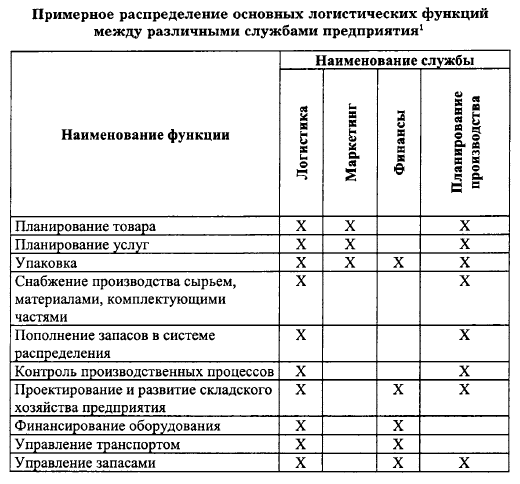 Примерное распределение основных логистических функций
между различными службами предприятия¹
Наименование функции
Наименование службы
Логистика
Маркетинг
Финансы
Планирование
производства
Планирование товара X X X
Планирование услуг X X X
Упаковка X X X X
Снабжение производства сырьем, X X
материалами, комплектующими
частями
Пополнение запасов в системе X X
распределения
Контроль производственных процессов X X
Проектирование и развитие складского X X X
хозяйства предприятия
Финансирование оборудования X X
Управление транспортом X X
Управление запасами X X X